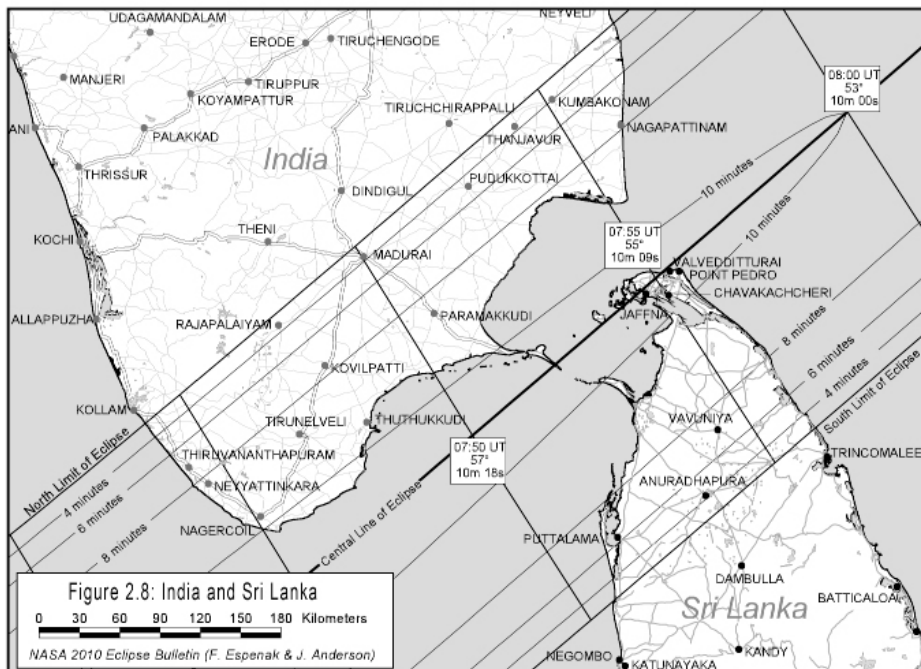 UDAGAMANDALAM
NEYVELI
ERODE
TIRUCHENGODE
MANJERI
TIRUPPUR
KOYAMPATTUR
08:00 UT
53°
10m 00s
TIRUCHCHIRAPPALLI
KUMBAKONAM
ANI
PALAKKAD
THANJAVUR
NAGAPATTINAM
India
THRISSUR
DINDIGUL
PUDUKKOTTAI
10 minutes
10 minutes
KOCHI
THENI
MADURAI
07:55 UT
55°
10m 09s
VALVEDDITTURAI
POINT PEDRO
CHAVAKACHCHERI
JAFFNA
ALLAPPUZHA
RAJAPALAIYAM
PARAMAKKUDI
8 minutes
6 minutes
4 minutes
South Limit of Eclipse
KOVILPATTI
KOLLAM
TIRUNELVELI
THUTHUKKUDI
VAVUNIYA
THIRUVANANTHAPURAM
07:50 UT
57°
10m 18s
TRINCOMALEE
North Limit of Eclipse
4 minutes
6 minutes
8 minutes
NEYYATTINKARA
ANURADHAPURA
NAGERCOIL
Central Line of Eclipse
PUTTALAMA
DAMBULLA
BATTICALOA
Sri Lanka
Figure 2.8: India and Sri Lanka
0 30 60 90 120 150 180 Kilometers
NASA 2010 Eclipse Bulletin (F. Espenak & J. Anderson)
NEGOMBO
KANDY
KATUNAYAKA